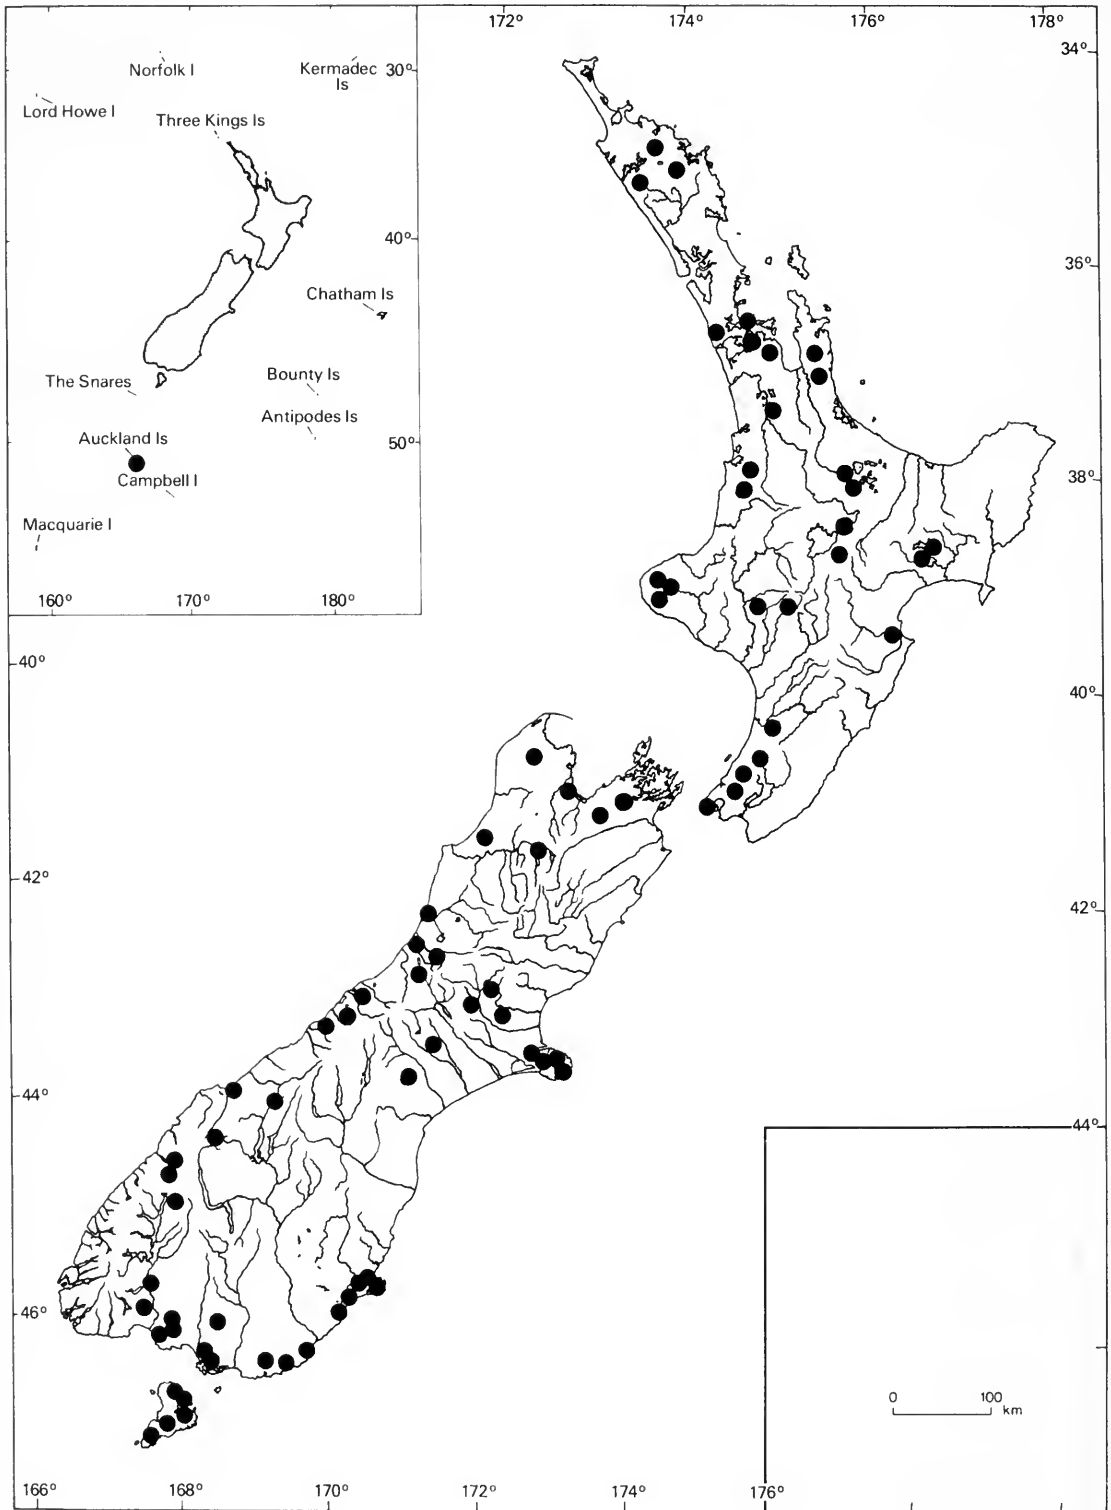 172° 174° 176° 178°
34°
Norfolk I
Kermadec Is
30°
Lord Howe I
Three Kings Is
40°
36°
Chatham Is
The Snares
Bounty Is
Antipodes Is
Auckland Is
50°
Campbell I
38°
Macquarie I
160° 170° 180°
40°
40°
42°
42°
44°
44°
46°
0 100
km
166° 168° 170° 172° 174° 176°